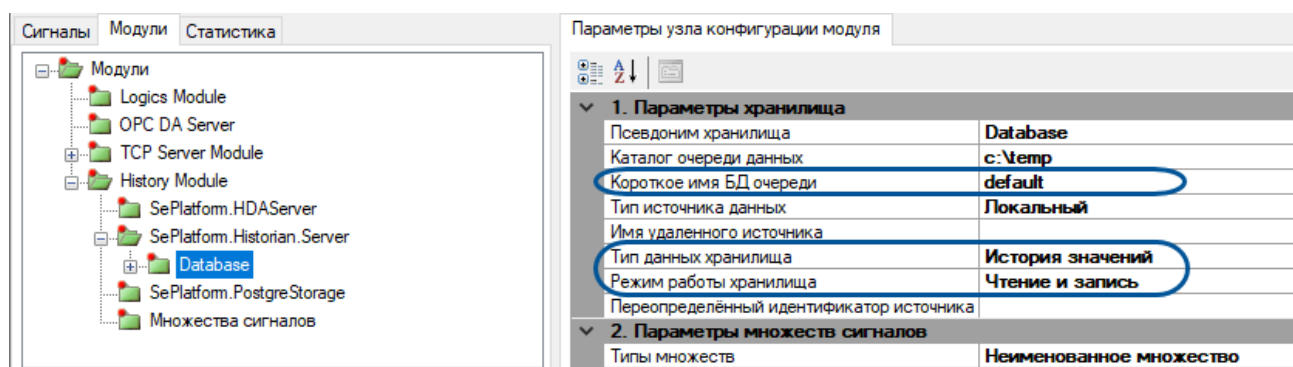 Сигналы Модули Статистика
Модули
Logics Module
OPC DA Server
TCP Server Module
History Module
SePlatform.HDAServer
SePlatform.Historian.Server
Database
SePlatform.PostgreStorage
Множества сигналов
Параметры узла конфигурации модуля
1. Параметры хранилища
Псевдоним хранилища Database
Каталог очереди данных c:\temp
Короткое имя БД очереди default
Тип источника данных Локальный
Имя удаленного источника
Тип данных хранилища История значений
Режим работы хранилища Чтение и запись
Переопределённый идентификатор источника
2. Параметры множеств сигналов
Типы множеств Неименованное множество